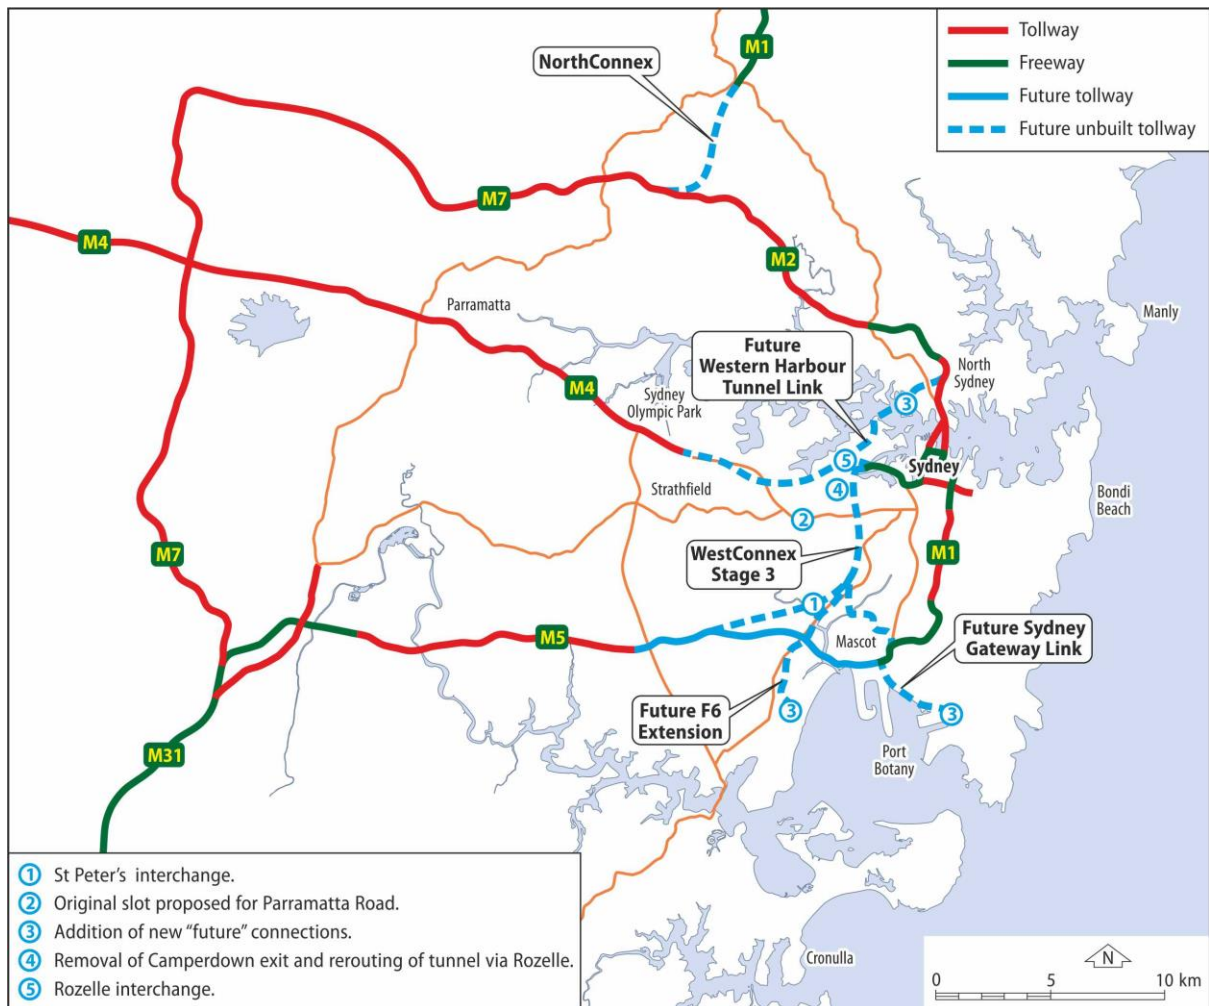 M1
NorthConnex
Tollway
Freeway
Future tollway
Future unbuilt tollway
M7
M4
M2
Parramatta
Manly
Future
Western Harbour
Tunnel Link
North
Sydney
M4
Sydney
Olympic Park
3
5
Sydney
4
Strathfield
Bondi
Beach
2
M7
WestConnex
Stage 3
M1
1
M5
Mascot
Future Sydney
Gateway Link
Future F6
Extension
3
3
M31
Port
Botany
1 St Peter's interchange.
2 Original slot proposed for Parramatta Road.
3 Addition of new “future” connections.
4 Removal of Camperdown exit and rerouting of tunnel via Rozelle.
5 Rozelle interchange.
Cronulla
N
0 5 10 km